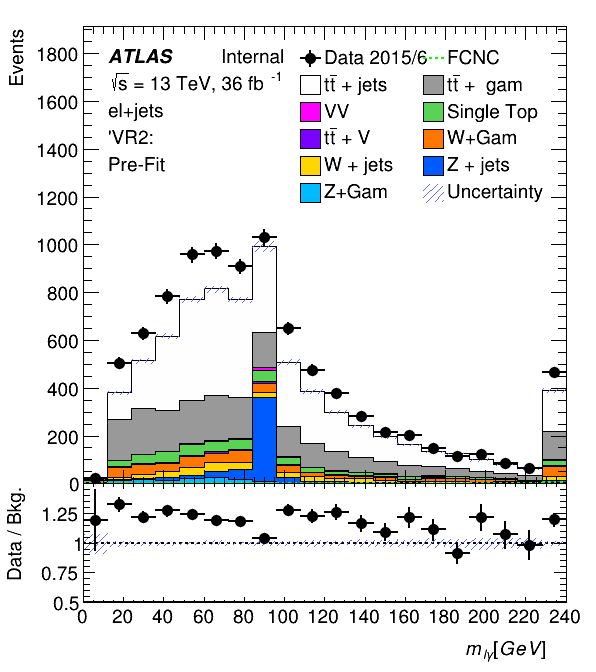 Events
1800
1600
1400
1200
1000
800
600
400
200
0
ATLAS Internal
√s = 13 TeV, 36 fb -1
el+jets
'VR2:
Pre-Fit
Data 2015/6 FCNC
tt̄ + jets tt̄ + gam
VV Single Top
tt̄ + V W+Gam
W + jets Z + jets
Z+Gam Uncertainty
Data / Bkg.
1.25
1
0.75
0.5
0 20 40 60 80 100 120 140 160 180 200 220 240
m_lγ[GeV]